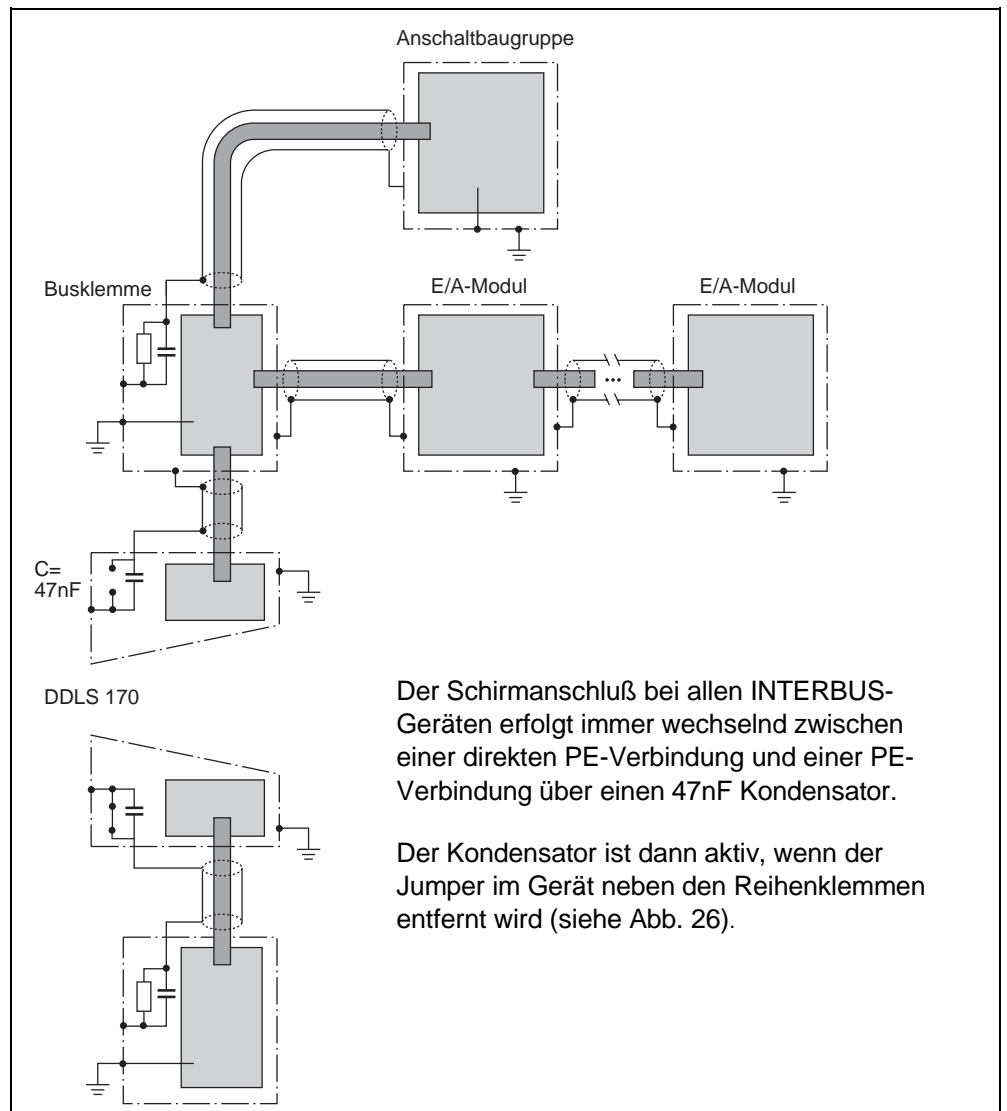 Anschaltbaugruppe
Busklemme
E/A-Modul
E/A-Modul
...
C=
47nF
DDLS 170
Der Schirmanschluß bei allen INTERBUS-
Geräten erfolgt immer wechselnd zwischen
einer direkten PE-Verbindung und einer PE-
Verbindung über einen 47nF Kondensator.
Der Kondensator ist dann aktiv, wenn der
Jumper im Gerät neben den Reihenklemmen
entfernt wird (siehe Abb. 26).